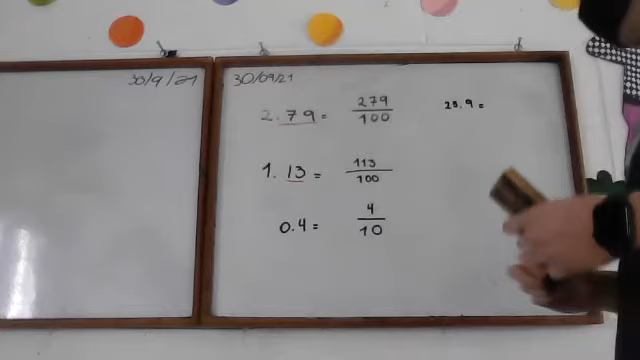 30/9/21
30/09/21
2.79 = 279/100
25.9 =
1.13 = 113/100
0.4 = 4/10